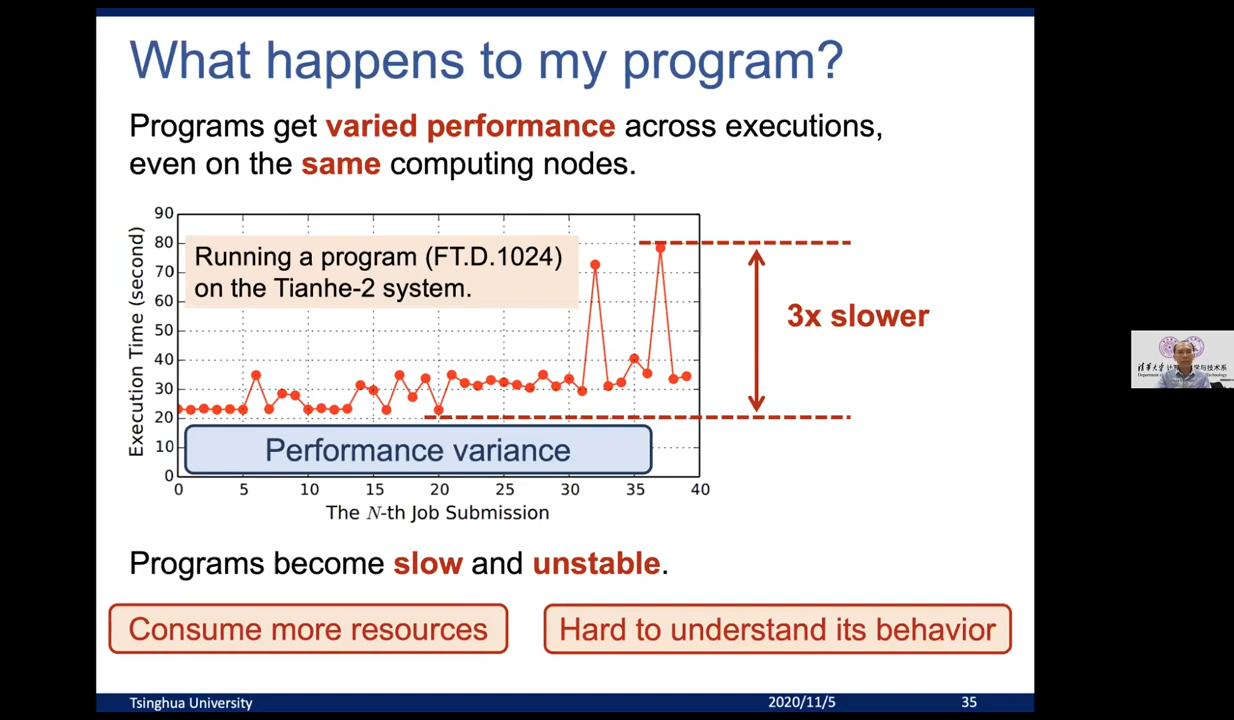 What happens to my program?
Programs get varied performance across executions,
even on the same computing nodes.
90
80
70
60
50
40
30
20
10
0
Execution Time (second)
Running a program (FT.D.1024)
on the Tianhe-2 system.
3x slower
Performance variance
0 5 10 15 20 25 30 35 40
The N-th Job Submission
Programs become slow and unstable.
Consume more resources
Hard to understand its behavior
Tsinghua University
2020/11/5
35